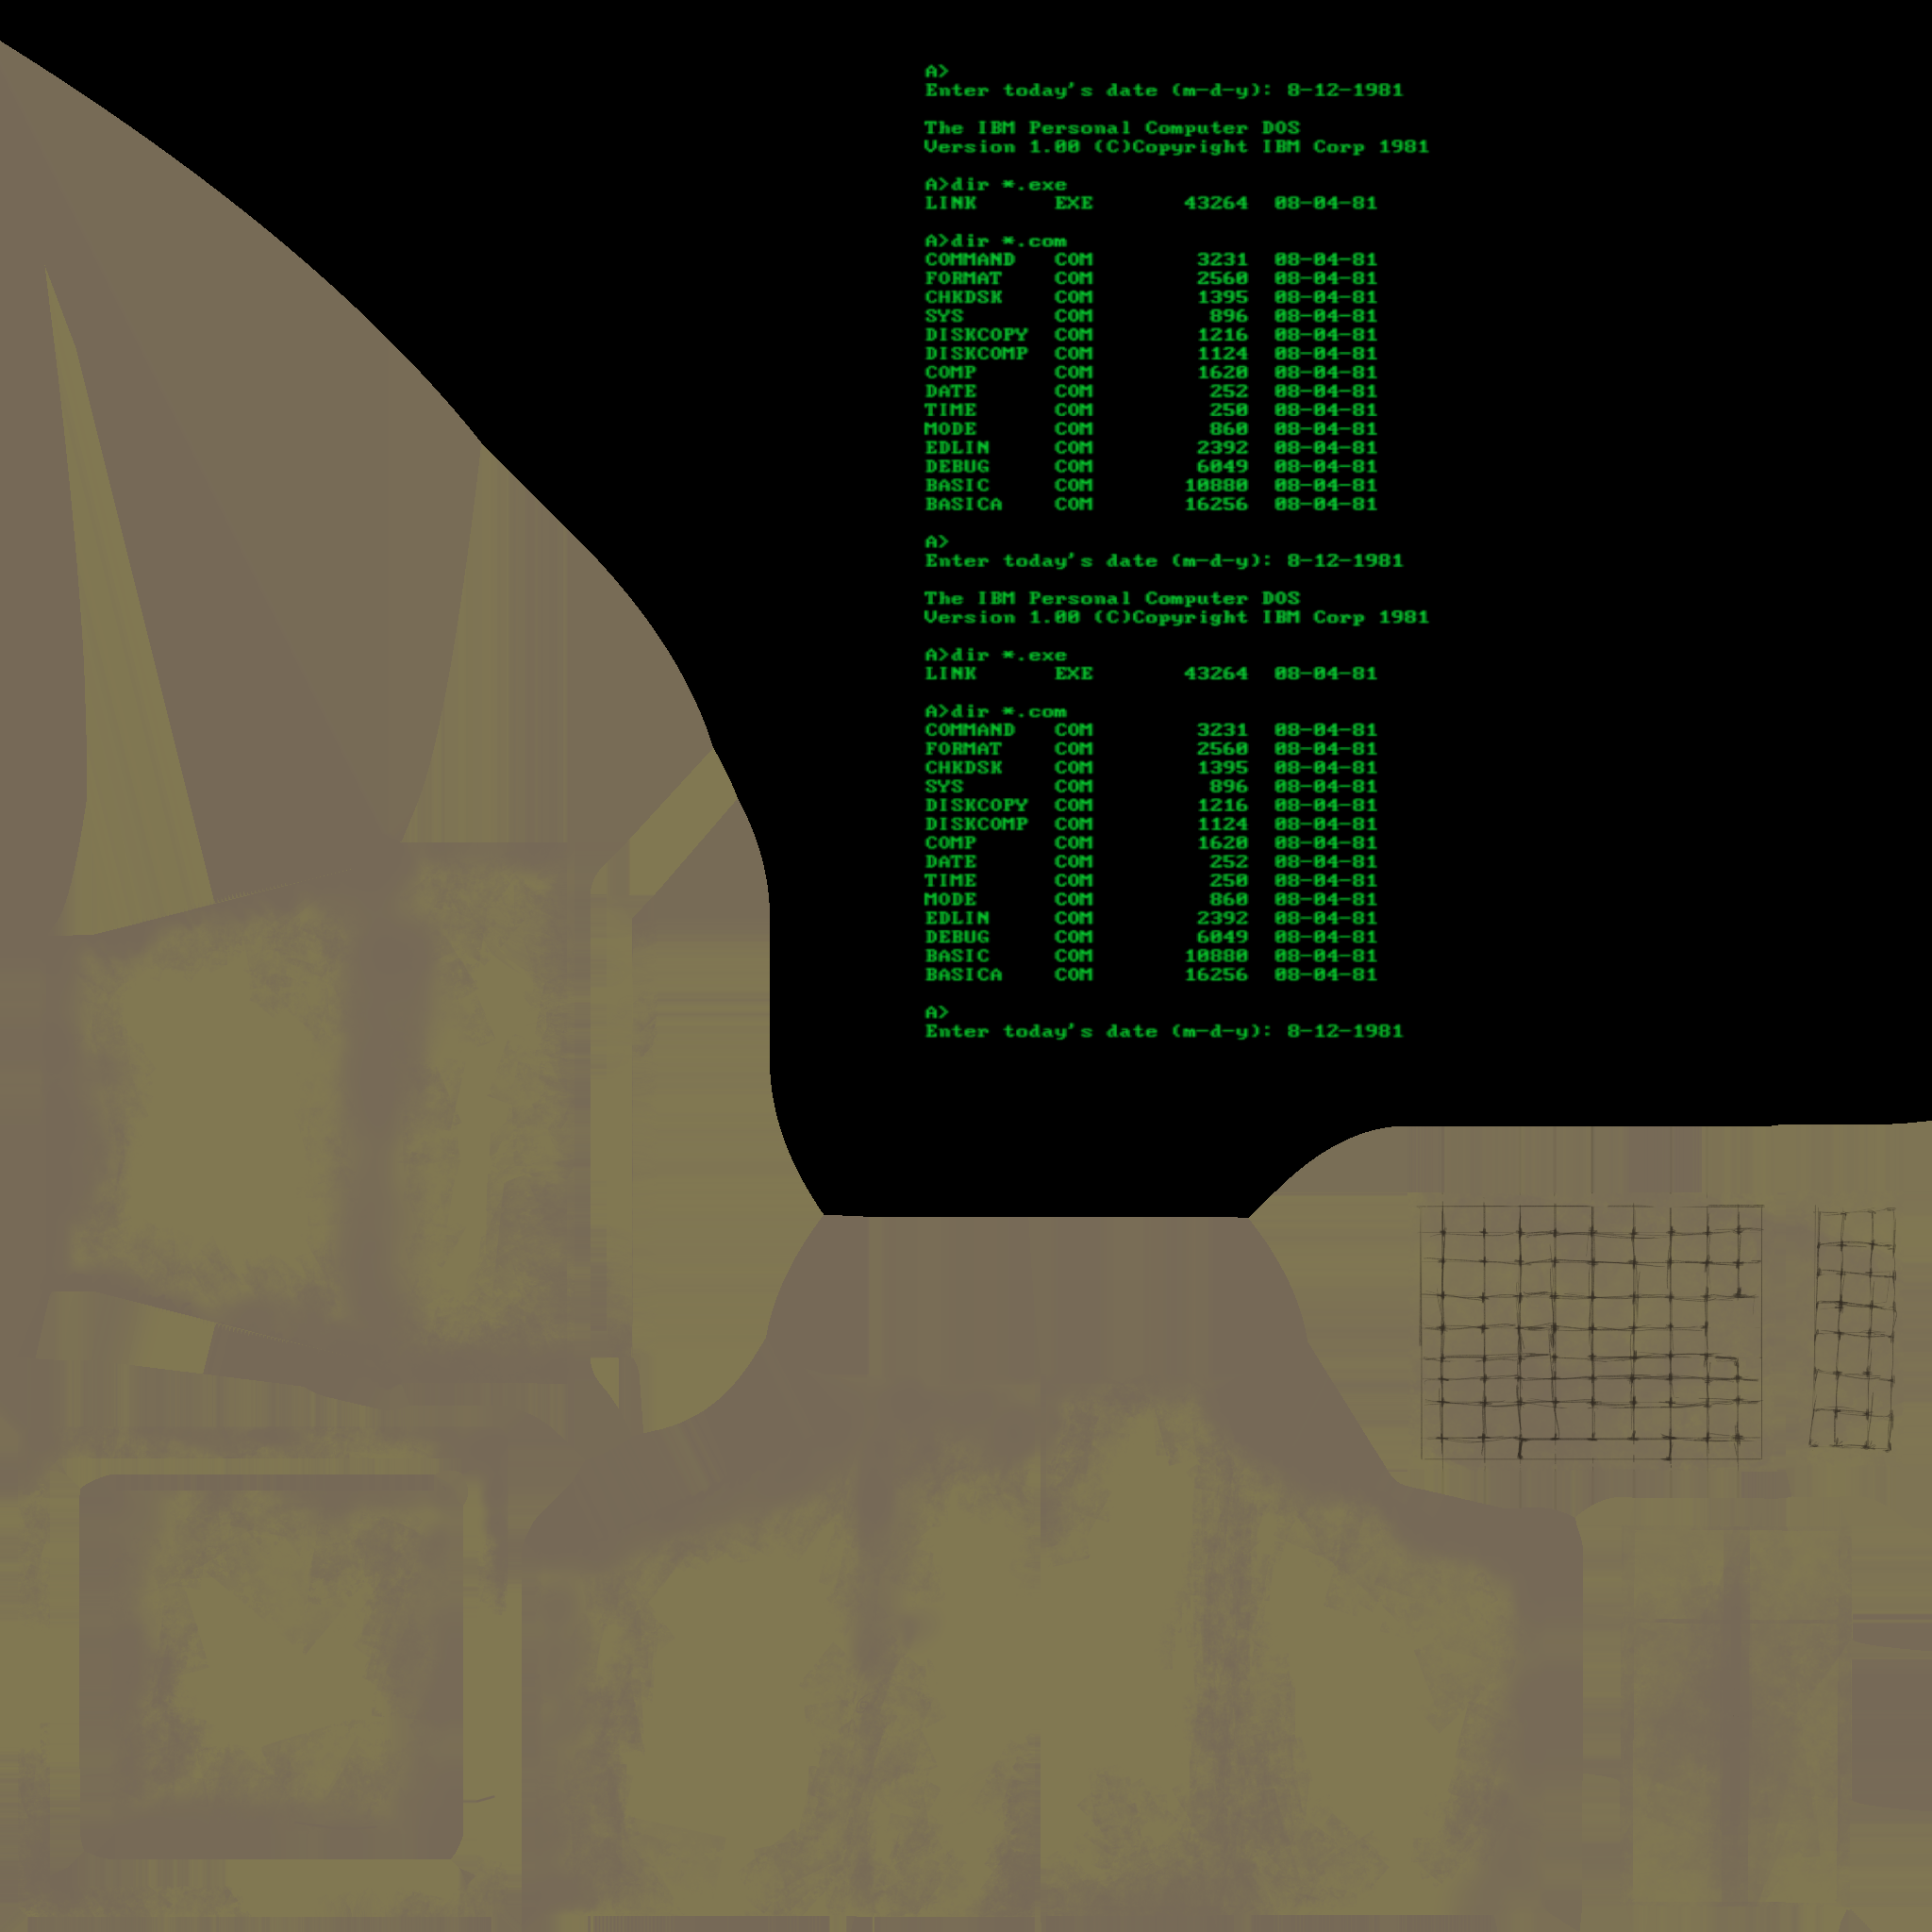 A>
Enter today's date (m-d-y): 8-12-1981
The IBM Personal Computer DOS
Version 1.00 (C)Copyright IBM Corp 1981
A>dir *.exe
LINK EXE 43264 08-04-81
A>dir *.com
COMMAND COM 3231 08-04-81
FORMAT COM 2560 08-04-81
CHKDSK COM 1395 08-04-81
SYS COM 896 08-04-81
DISKCOPY COM 1216 08-04-81
DISKCOMP COM 1124 08-04-81
COMP COM 1620 08-04-81
DATE COM 252 08-04-81
TIME COM 250 08-04-81
MODE COM 860 08-04-81
EDLIN COM 2392 08-04-81
DEBUG COM 6049 08-04-81
BASIC COM 10880 08-04-81
BASICA COM 16256 08-04-81
A>
Enter today's date (m-d-y): 8-12-1981
The IBM Personal Computer DOS
Version 1.00 (C)Copyright IBM Corp 1981
A>dir *.exe
LINK EXE 43264 08-04-81
A>dir *.com
COMMAND COM 3231 08-04-81
FORMAT COM 2560 08-04-81
CHKDSK COM 1395 08-04-81
SYS COM 896 08-04-81
DISKCOPY COM 1216 08-04-81
DISKCOMP COM 1124 08-04-81
COMP COM 1620 08-04-81
DATE COM 252 08-04-81
TIME COM 250 08-04-81
MODE COM 860 08-04-81
EDLIN COM 2392 08-04-81
DEBUG COM 6049 08-04-81
BASIC COM 10880 08-04-81
BASICA COM 16256 08-04-81
A>
Enter today's date (m-d-y): 8-12-1981